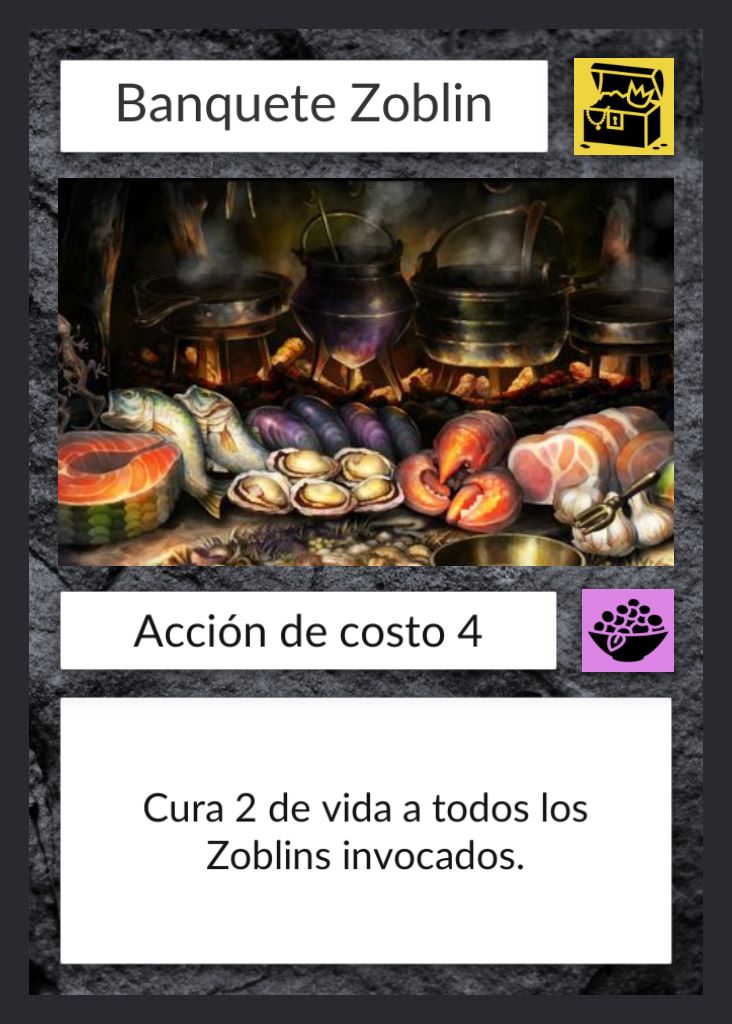 Banquete Zoblin
Acción de costo 4
Cura 2 de vida a todos los
Zoblins invocados.